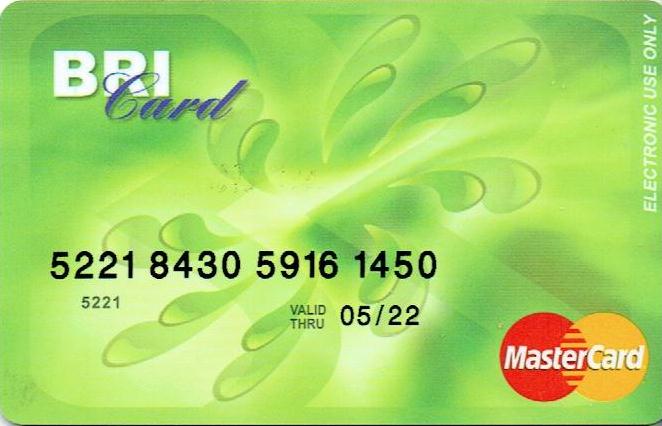 BRI
Card
ELECTRONIC USE ONLY
5221 8430 5916 1450
5221
VALID THRU 05/22
MasterCard